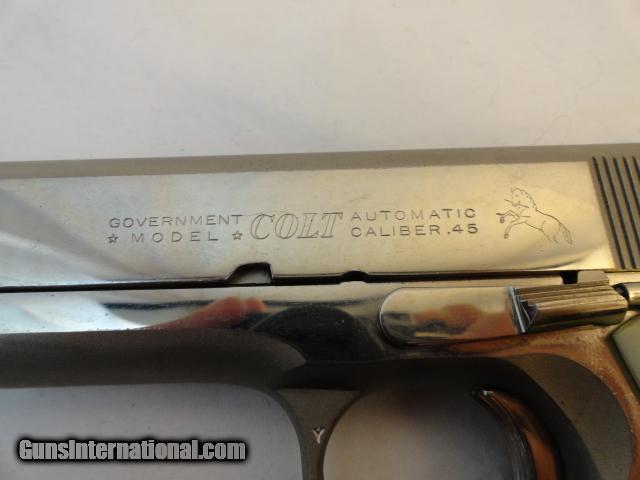 GOVERNMENT COLT AUTOMATIC
MODEL CALIBER .45
Y
GunsInternational.com